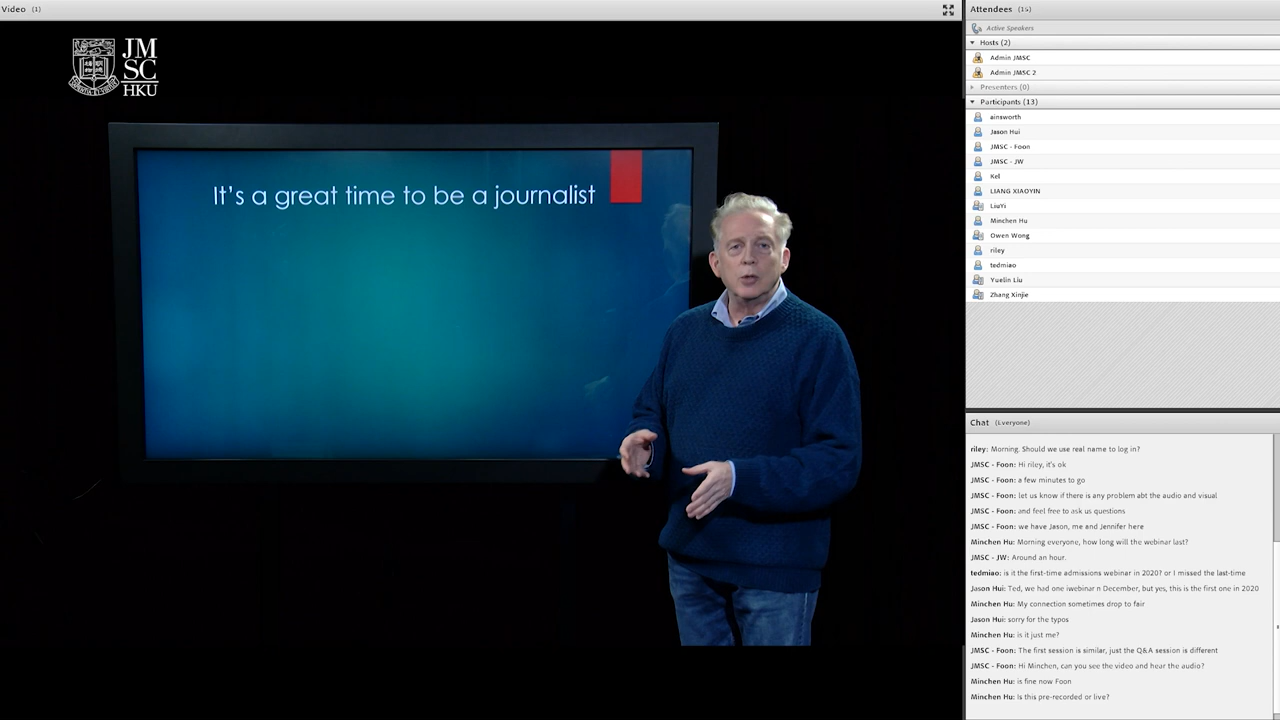 Video (1)
JM
SC
HKU
It's a great time to be a journalist
Attendees (15)
Active Speakers
Hosts (2)
Admin JMSC
Admin JMSC 2
Presenters (0)
Participants (13)
ainsworth
Jason Hui
JMSC - Foon
JMSC - JW
Kel
LIANG XIAOYIN
LiuYi
Minchen Hu
Owen Wong
riley
tedmiao
Yuelin Liu
Zhang Xinjie
Chat (Everyone)
riley: Morning. Should we use real name to log in?
JMSC - Foon: Hi riley, it's ok
JMSC - Foon: a few minutes to go
JMSC - Foon: let us know if there is any problem abt the audio and visual
JMSC - Foon: and feel free to ask us questions
JMSC - Foon: we have Jason, me and Jennifer here
Minchen Hu: Morning everyone, how long will the webinar last?
JMSC - JW: Around an hour.
tedmiao: is it the first-time admissions webinar in 2020? or I missed the last-time
Jason Hui: Ted, we had one iwebinar n December, but yes, this is the first one in 2020
Minchen Hu: My connection sometimes drop to fair
Jason Hui: sorry for the typos
Minchen Hu: is it just me?
JMSC - Foon: The first session is similar, just the Q&A session is different
JMSC - Foon: Hi Minchen, can you see the video and hear the audio?
Minchen Hu: is fine now Foon
Minchen Hu: Is this pre-recorded or live?